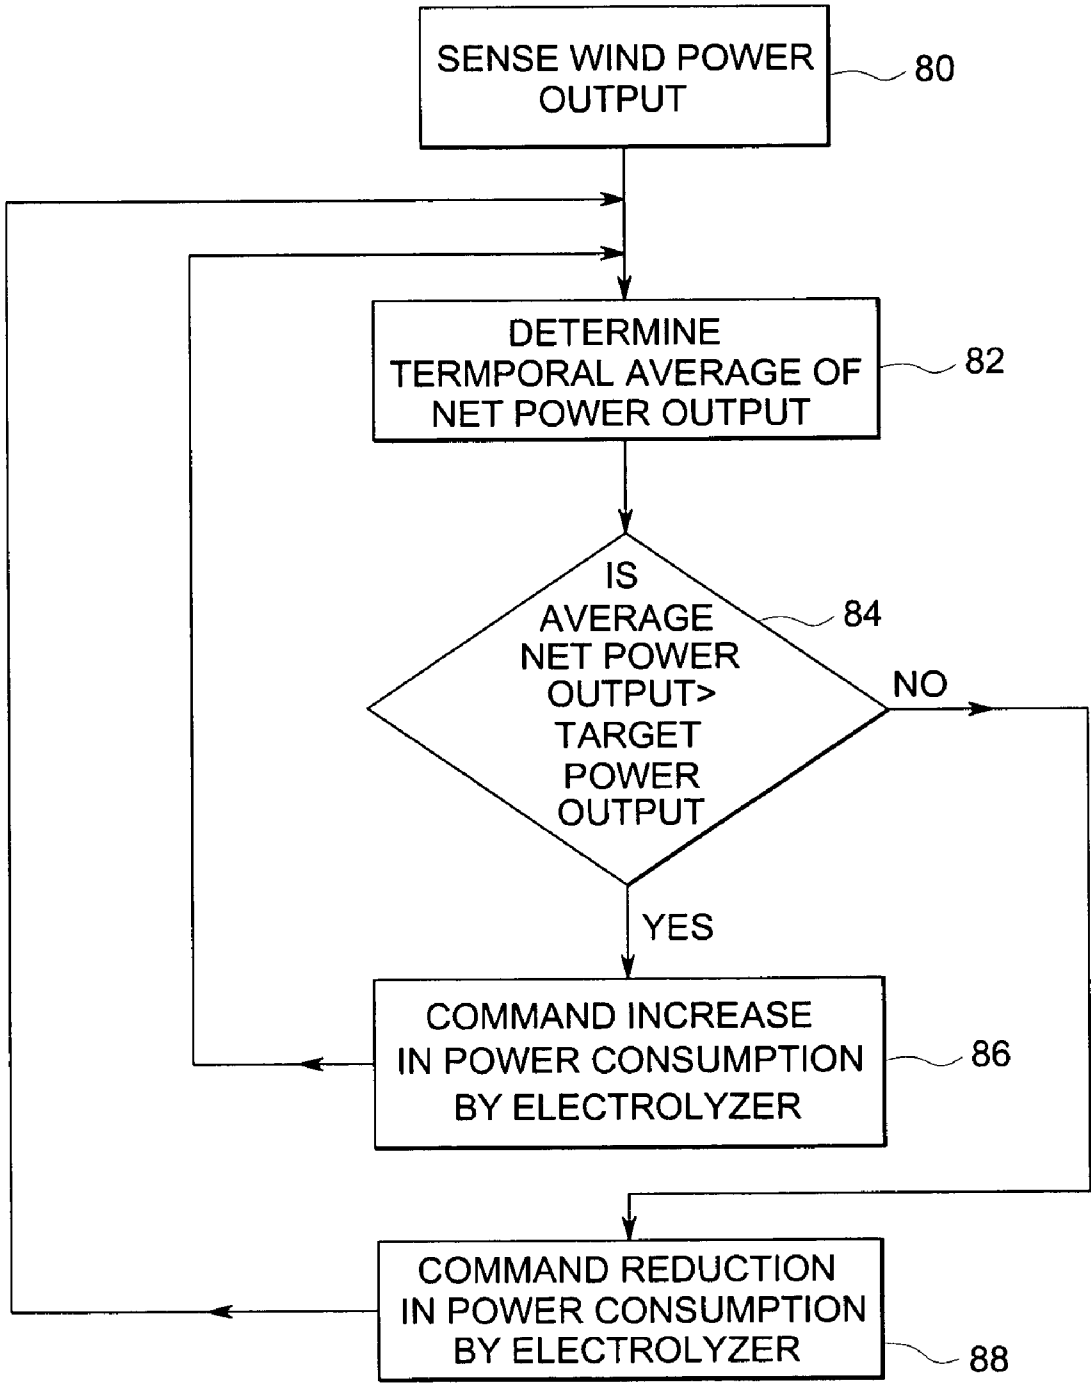 SENSE WIND POWER
OUTPUT
80
DETERMINE
TERMPORAL AVERAGE OF
NET POWER OUTPUT
82
IS
AVERAGE
NET POWER
OUTPUT>
TARGET
POWER
OUTPUT
84
NO
YES
COMMAND INCREASE
IN POWER CONSUMPTION
BY ELECTROLYZER
86
COMMAND REDUCTION
IN POWER CONSUMPTION
BY ELECTROLYZER
88